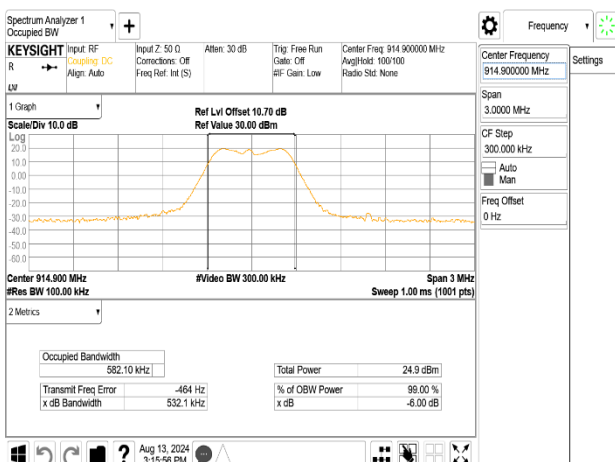 Spectrum Analyzer 1
Occupied BW
Frequency
KEYSIGHT
R
Input: RF
Coupling: DC
Align: Auto
Input Z: 50 Ω
Corrections: Off
Freq Ref: Int (S)
Atten: 30 dB
Trig: Free Run
Gate: Off
#IF Gain: Low
Center Freq: 914.900000 MHz
Avg|Hold: 100/100
Radio Std: None
Center Frequency
914.900000 MHz
Settings
Span
3.0000 MHz
CF Step
300.000 kHz
Auto
Man
Freq Offset
0 Hz
1 Graph
Ref Lvl Offset 10.70 dB
Scale/Div 10.0 dB
Ref Value 30.00 dBm
Log
20.0
10.0
0.00
-10.0
-20.0
-30.0
-40.0
-50.0
-60.0
Center 914.900 MHz
#Video BW 300.00 kHz
Span 3 MHz
#Res BW 100.00 kHz
Sweep 1.00 ms (1001 pts)
2 Metrics
Occupied Bandwidth
582.10 kHz
Total Power 24.9 dBm
Transmit Freq Error -464 Hz
% of OBW Power 99.00 %
x dB Bandwidth 532.1 kHz
x dB -6.00 dB
?
Aug 13, 2024
3:15:56 PM